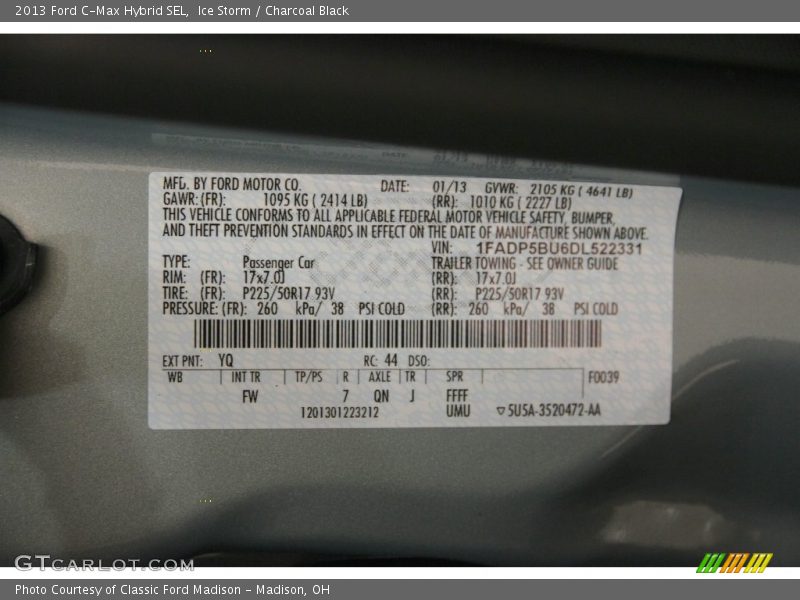 2013 Ford C-Max Hybrid SEL, Ice Storm / Charcoal Black
MFD. BY FORD MOTOR CO. DATE: 01/13 GVWR: 2105 KG ( 4641 LB)
GAWR:(FR): 1095 KG ( 2414 LB) (RR): 1010 KG ( 2227 LB)
THIS VEHICLE CONFORMS TO ALL APPLICABLE FEDERAL MOTOR VEHICLE SAFETY, BUMPER,
AND THEFT PREVENTION STANDARDS IN EFFECT ON THE DATE OF MANUFACTURE SHOWN ABOVE.
VIN: 1FADP5BU6DL522331
TYPE: Passenger Car TRAILER TOWING - SEE OWNER GUIDE
RIM: (FR): 17x7.0J (RR): 17x7.0J
TIRE: (FR): P225/50R17 93V (RR): P225/50R17 93V
PRESSURE: (FR): 260 kPa/ 38 PSI COLD (RR): 260 kPa/ 38 PSI COLD
EXT PNT: YQ RC: 44 DSO:
WB INT TR TP/PS R AXLE TR SPR F0039
FW 7 QN J FFFF
1201301223212 UMU ▽5U5A-3520472-AA
GTcarlot.com
Photo Courtesy of Classic Ford Madison - Madison, OH